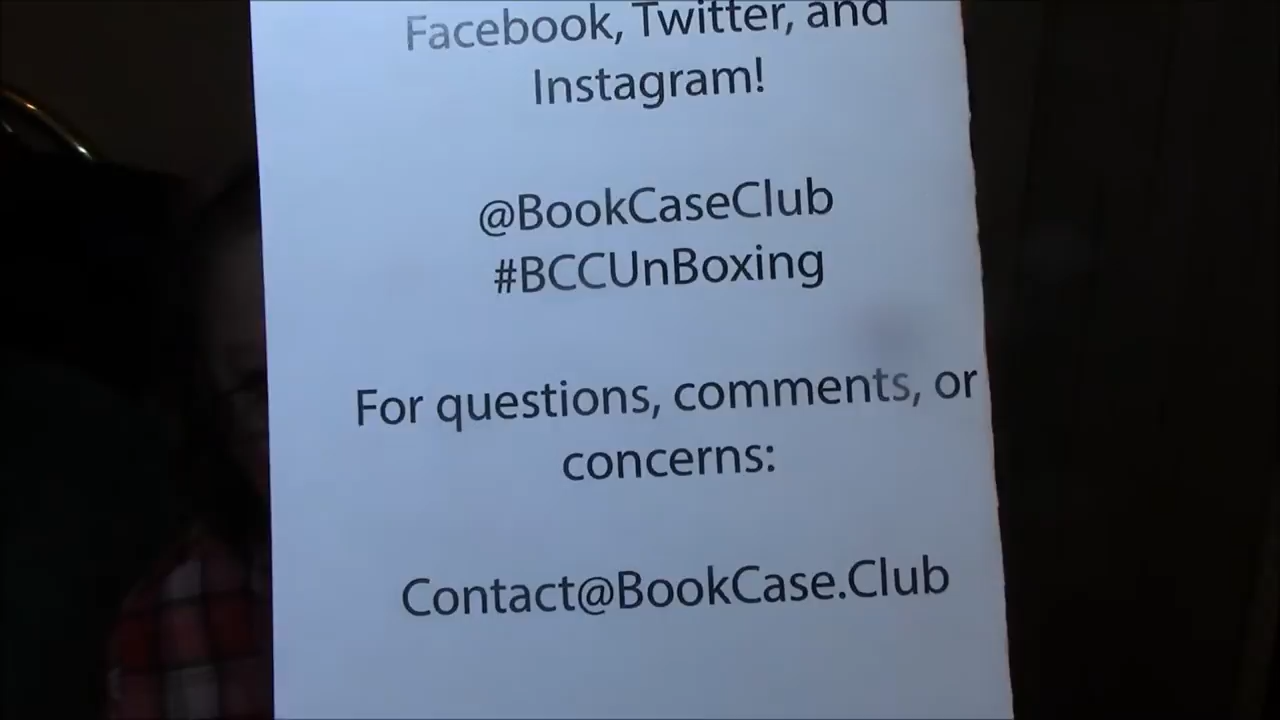 Facebook, Twitter, and
Instagram!
@BookCaseClub
#BCCUnBoxing
For questions, comments, or
concerns:
Contact@BookCase.Club